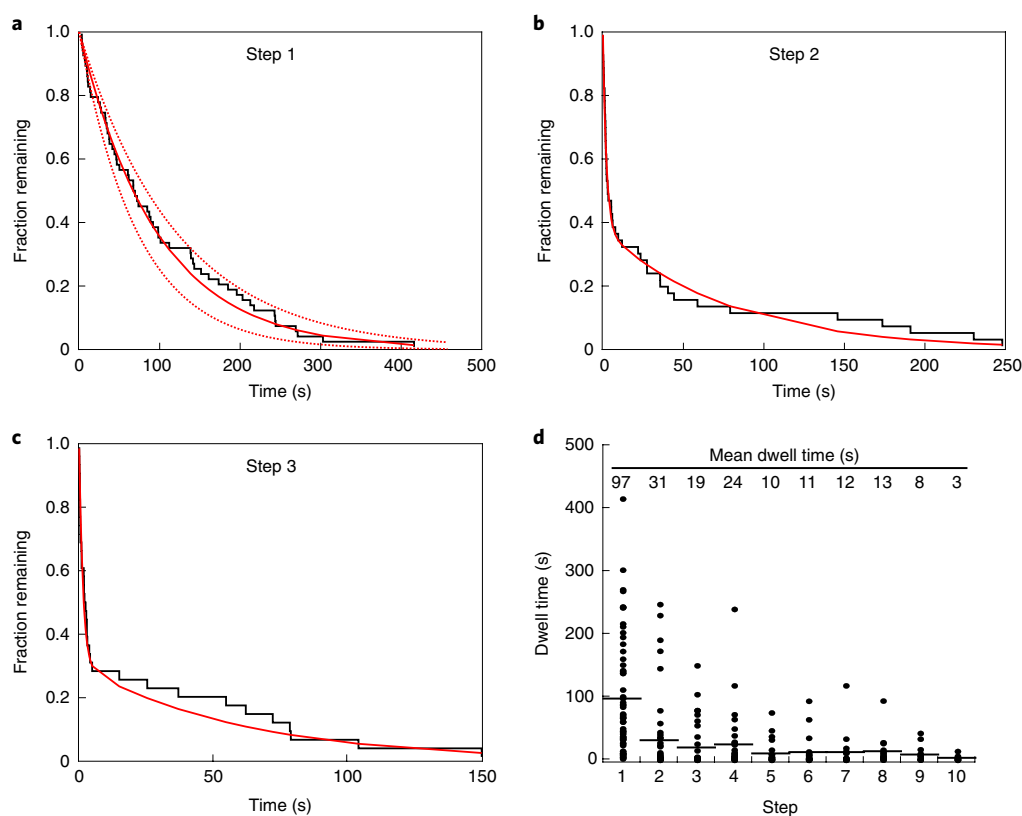 a
Step 1
1.0
0.8
0.6
0.4
0.2
0
Fraction remaining
0 100 200 300 400 500
Time (s)
b
Step 2
1.0
0.8
0.6
0.4
0.2
0
Fraction remaining
0 50 100 150 200 250
Time (s)
c
Step 3
1.0
0.8
0.6
0.4
0.2
0
Fraction remaining
0 50 100 150
Time (s)
d
Mean dwell time (s)
97 31 19 24 10 11 12 13 8 3
500
400
300
200
100
0
Dwell time (s)
1 2 3 4 5 6 7 8 9 10
Step